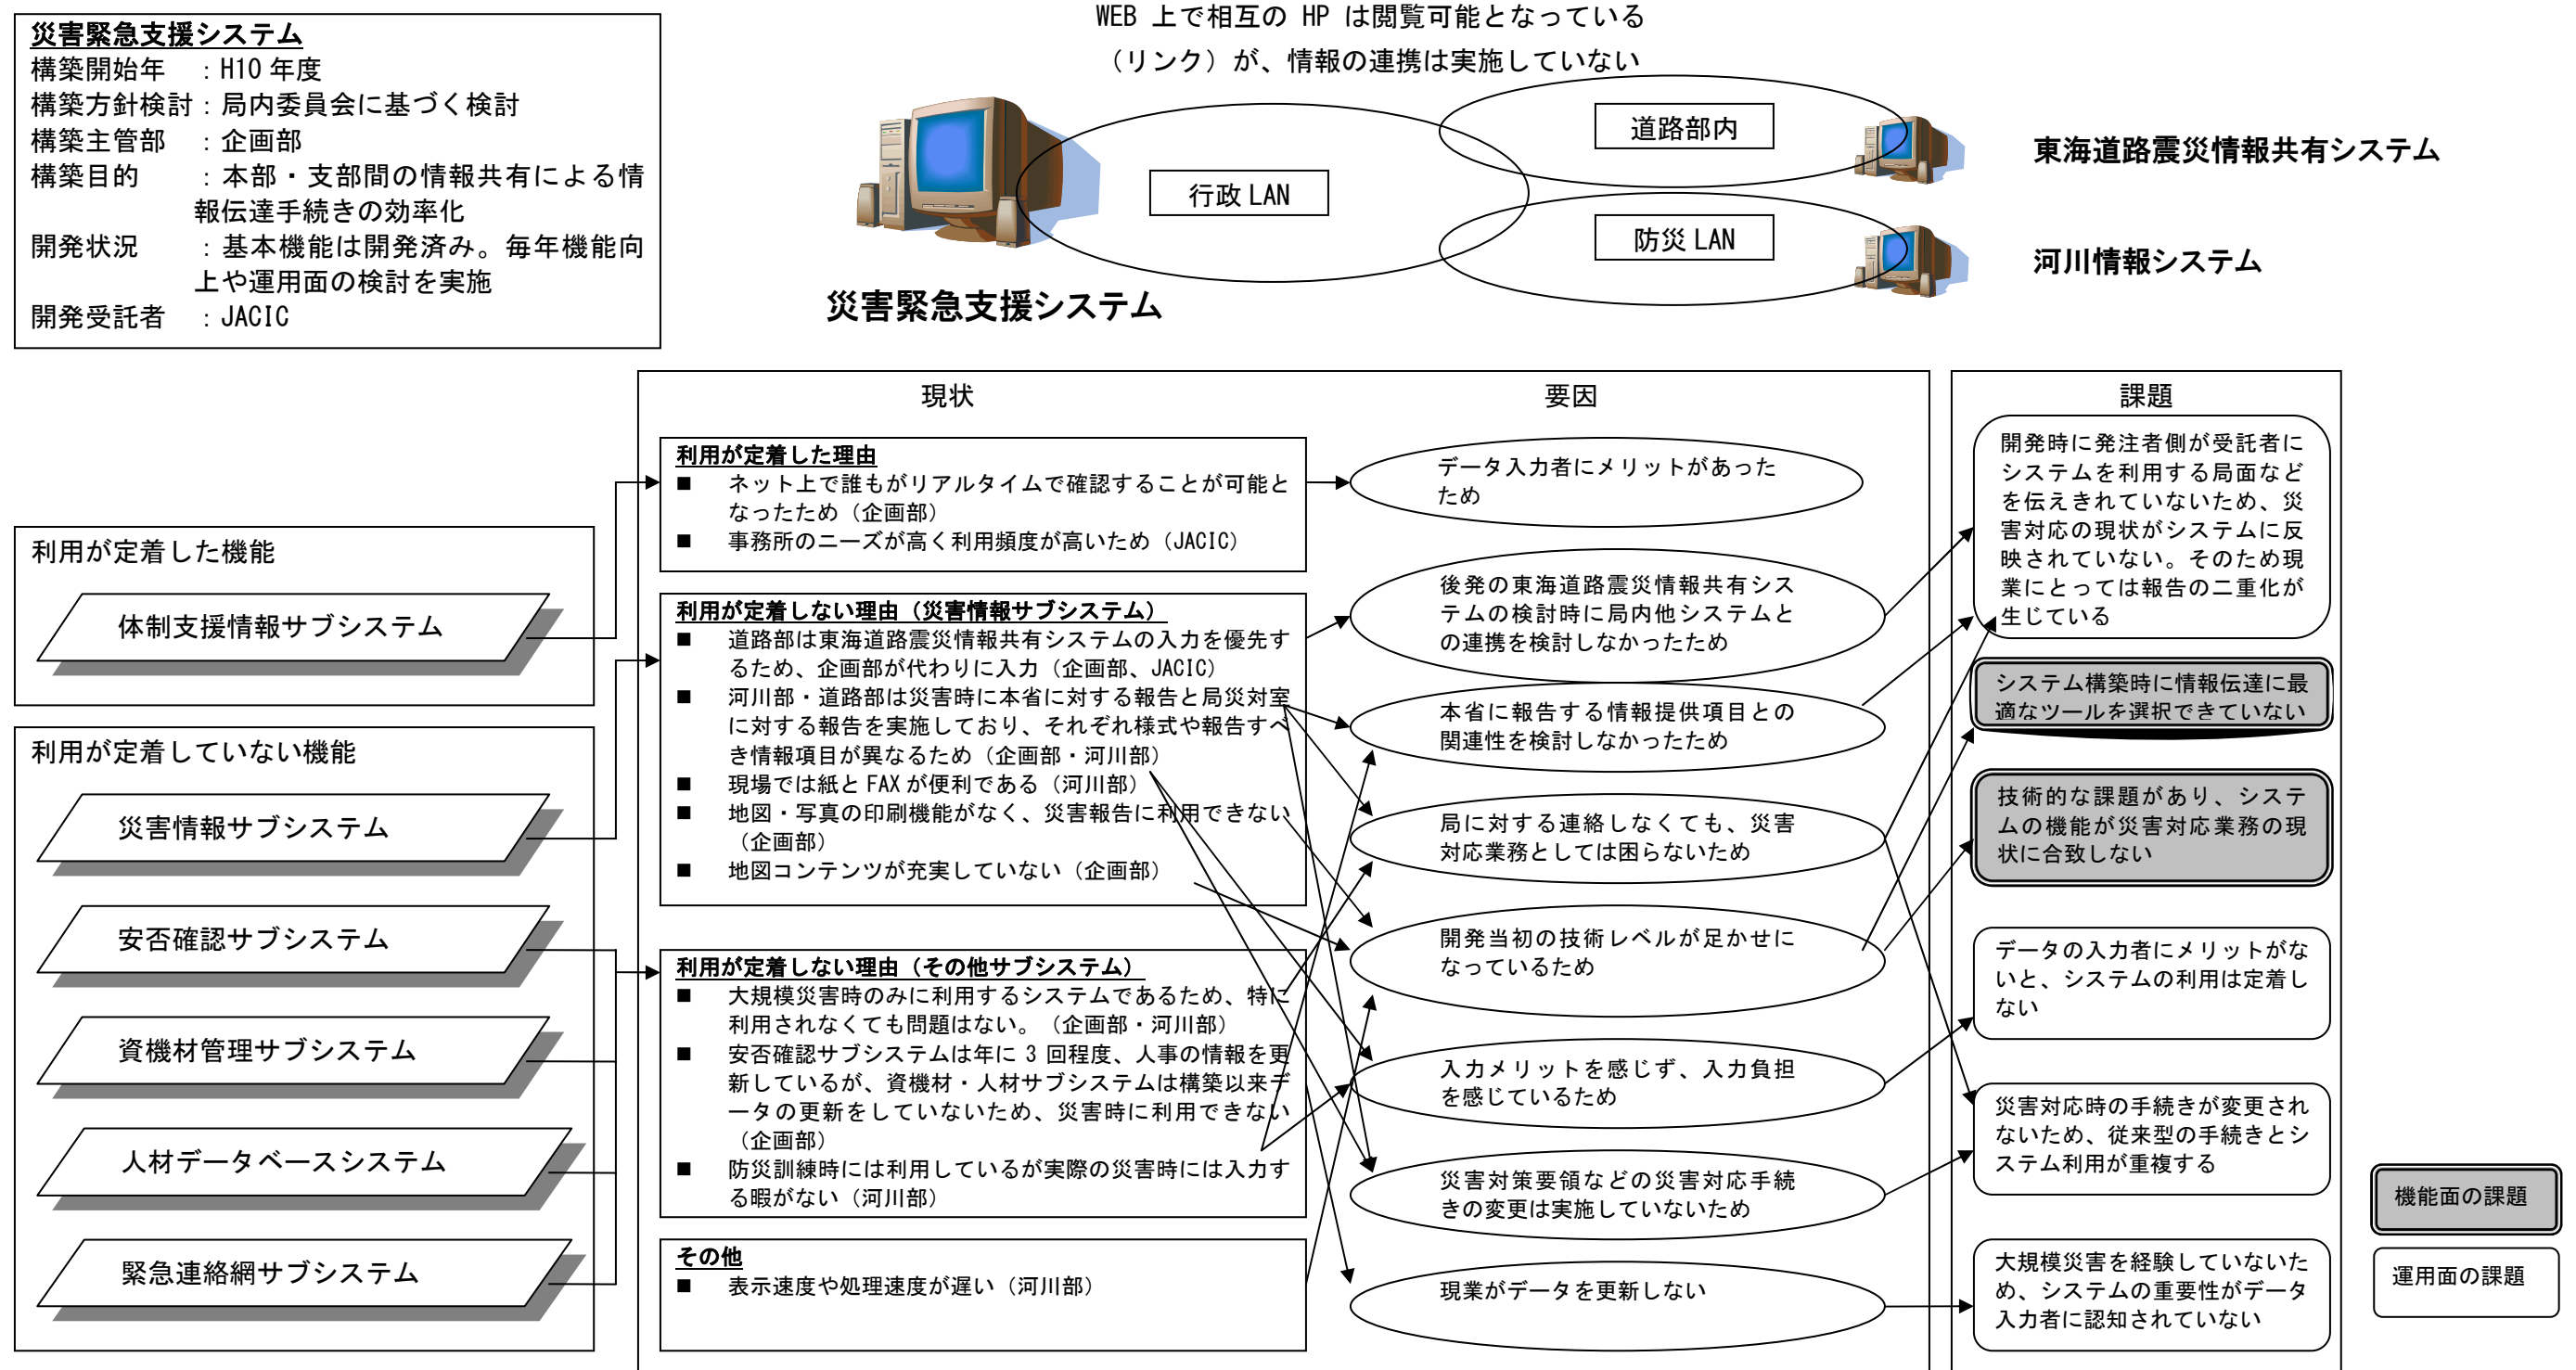 災害緊急支援システム
構築開始年　：H10 年度
構築方針検討：局内委員会に基づく検討
構築主管部　：企画部
構築目的　　：本部・支部間の情報共有による情
報伝達手続きの効率化
開発状況　　：基本機能は開発済み。毎年機能向
上や運用面の検討を実施
開発受託者　：JACIC
WEB 上で相互の HP は閲覧可能となっている
（リンク）が、情報の連携は実施していない
行政 LAN
道路部内
防災 LAN
災害緊急支援システム
東海道路震災情報共有システム
河川情報システム
利用が定着した機能
体制支援情報サブシステム
利用が定着していない機能
災害情報サブシステム
安否確認サブシステム
資機材管理サブシステム
人材データベースシステム
緊急連絡網サブシステム
現状
利用が定着した理由
■ ネット上で誰もがリアルタイムで確認することが可能と
なったため（企画部）
■ 事務所のニーズが高く利用頻度が高いため（JACIC）
利用が定着しない理由（災害情報サブシステム）
■ 道路部は東海道路震災情報共有システムの入力を優先す
るため、企画部が代わりに入力（企画部、JACIC）
■ 河川部・道路部は災害時に本省に対する報告と局災対室
に対する報告を実施しており、それぞれ様式や報告すべ
き情報項目が異なるため（企画部・河川部）
■ 現場では紙と FAX が便利である（河川部）
■ 地図・写真の印刷機能がなく、災害報告に利用できない
（企画部）
■ 地図コンテンツが充実していない（企画部）
利用が定着しない理由（その他サブシステム）
■ 大規模災害時のみに利用するシステムであるため、特に
利用されなくても問題はない。（企画部・河川部）
■ 安否確認サブシステムは年に 3 回程度、人事の情報を更
新しているが、資機材・人材サブシステムは構築以来デ
ータの更新をしていないため、災害時に利用できない
（企画部）
■ 防災訓練時には利用しているが実際の災害時には入力す
る暇がない（河川部）
その他
■ 表示速度や処理速度が遅い（河川部）
要因
データ入力者にメリットがあった
ため
後発の東海道路震災情報共有シス
テムの検討時に局内他システムと
の連携を検討しなかったため
本省に報告する情報提供項目との
関連性を検討しなかったため
局に対する連絡しなくても、災害
対応業務としては困らないため
開発当初の技術レベルが足かせに
なっているため
入力メリットを感じず、入力負担
を感じているため
災害対策要領などの災害対応手続
きの変更は実施していないため
現業がデータを更新しない
課題
開発時に発注者側が受託者に
システムを利用する局面など
を伝えきれていないため、災
害対応の現状がシステムに反
映されていない。そのため現
業にとっては報告の二重化が
生じている
システム構築時に情報伝達に最
適なツールを選択できていない
技術的な課題があり、システ
ムの機能が災害対応業務の現
状に合致しない
データの入力者にメリットがな
いと、システムの利用は定着し
ない
災害対応時の手続きが変更され
ないため、従来型の手続きとシ
ステム利用が重複する
大規模災害を経験していないた
め、システムの重要性がデータ
入力者に認知されていない
機能面の課題
運用面の課題